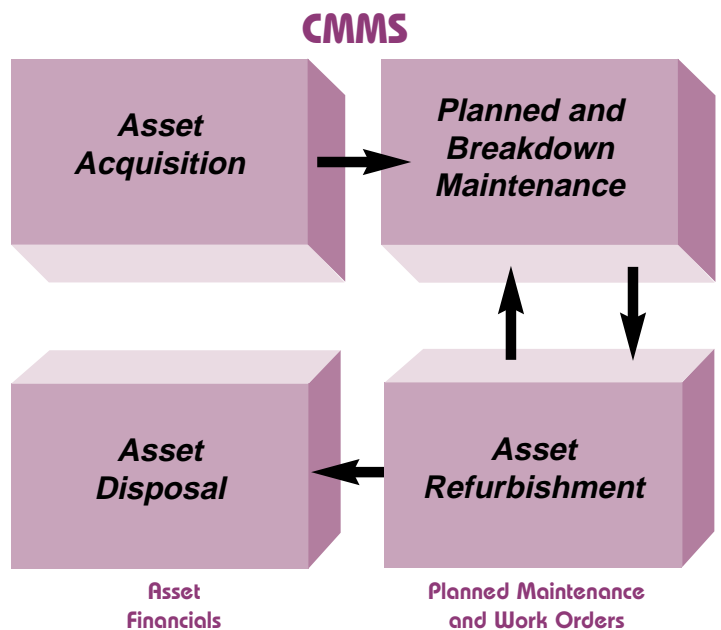 CMMS
Asset
Acquisition
Planned and
Breakdown
Maintenance
Asset
Disposal
Asset
Refurbishment
Asset
Financials
Planned Maintenance
and Work Orders